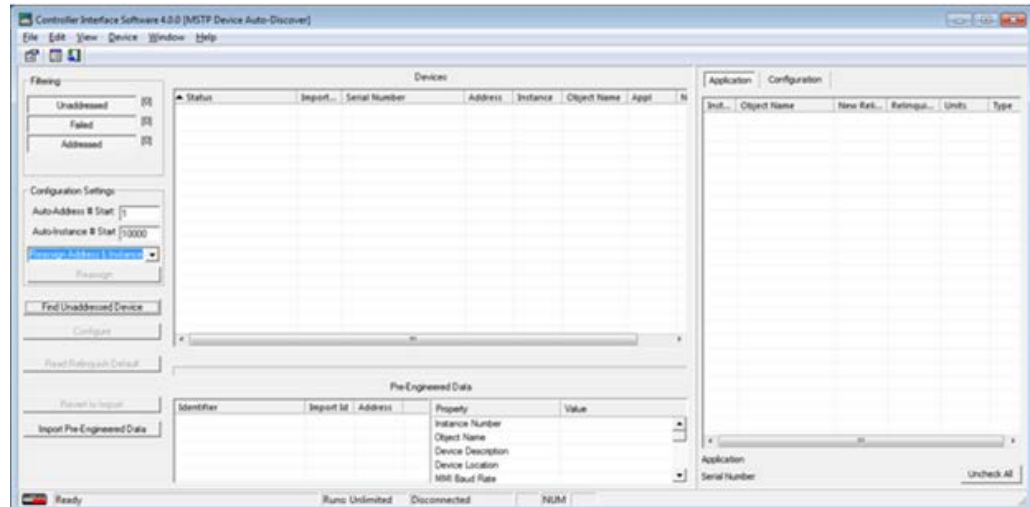 Controller Interface Software 4.0.0 [MSTP Device Auto-Discover]
File Edit View Device Window Help
Filtering
Unaddressed [0]
Failed [0]
Addressed [0]
Configuration Settings
Auto-Address # Start 1
Auto-Instance # Start 10000
Reassign Address & Instance
Reassign
Find Unaddressed Device
Configure
Read Relinquish Default
Revert to Import
Import Pre-Engineered Data
Devices
Status Import... Serial Number Address Instance Object Name Appl N
Pre-Engineered Data
Identifier Import Id Address
Property Value
Instance Number
Object Name
Device Description
Device Location
MMI Baud Rate
Application Configuration
Inst... Object Name New Reli... Relinqui... Units Type
Application
Serial Number
Uncheck All
Ready Runs: Unlimited Disconnected NUM